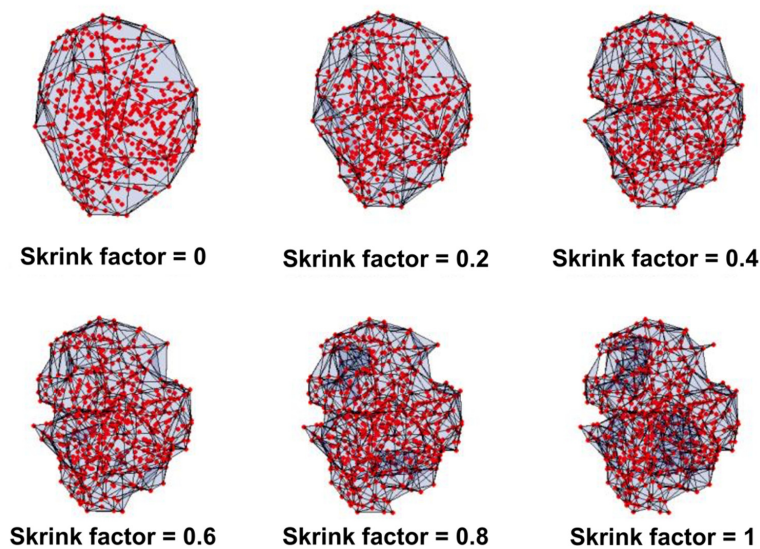 Skrink factor = 0
Skrink factor = 0.2
Skrink factor = 0.4
Skrink factor = 0.6
Skrink factor = 0.8
Skrink factor = 1